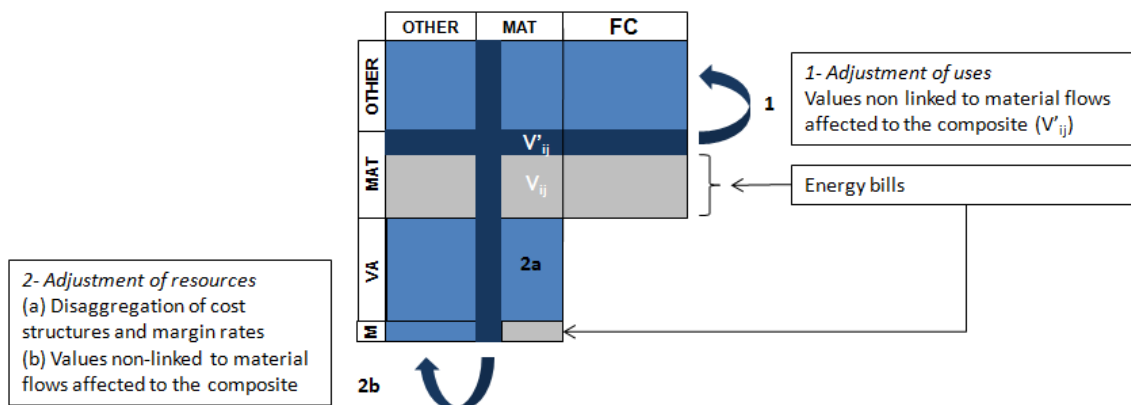 OTHER MAT FC
OTHER
MAT
VA
M
V'ij
Vij
2a
1
2b
1- Adjustment of uses
Values non linked to material flows
affected to the composite (V'ij)
Energy bills
2- Adjustment of resources
(a) Disaggregation of cost
structures and margin rates
(b) Values non-linked to material
flows affected to the composite